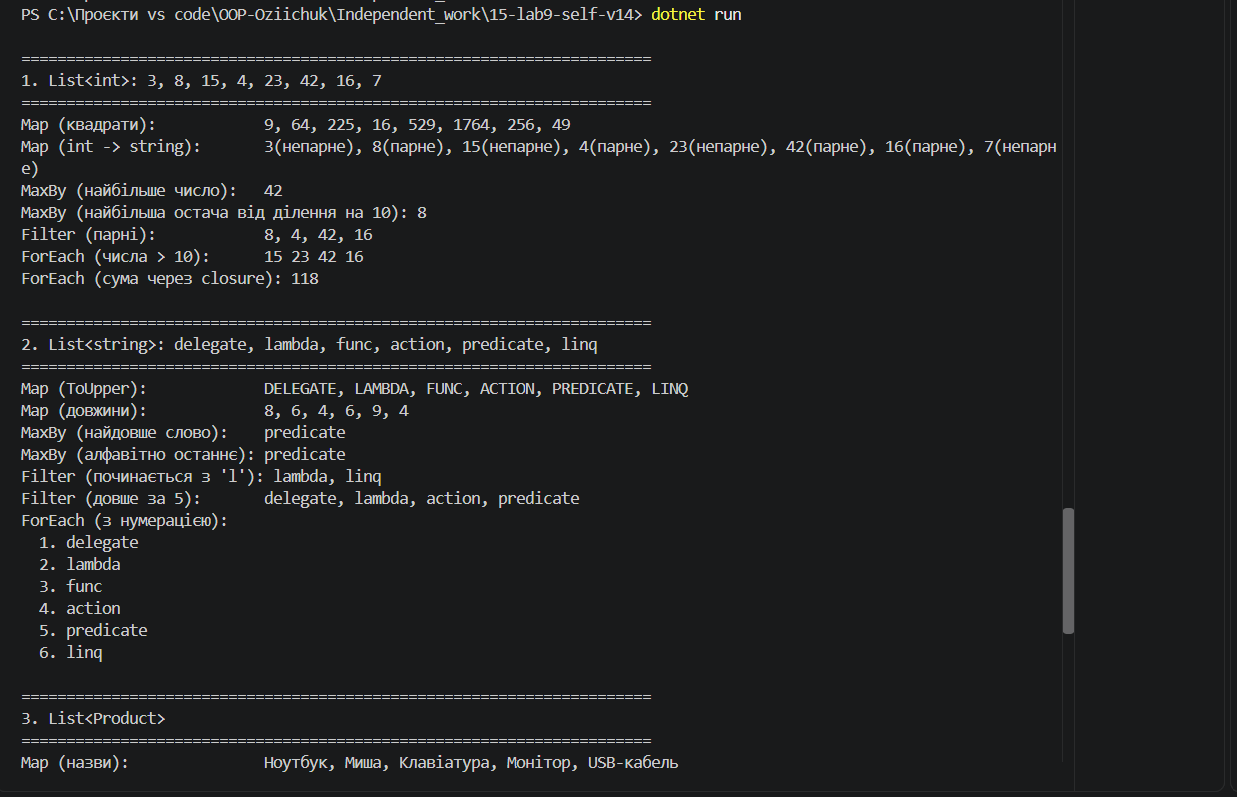 PS C:\Проєкти vs code\OOP-Oziichuk\Independent_work\15-lab9-self-v14> dotnet run
======================================================================
1. List<int>: 3, 8, 15, 4, 23, 42, 16, 7
======================================================================
Map (квадрати): 9, 64, 225, 16, 529, 1764, 256, 49
Map (int -> string): 3(непарне), 8(парне), 15(непарне), 4(парне), 23(непарне), 42(парне), 16(парне), 7(непарн
е)
MaxBy (найбільше число): 42
MaxBy (найбільша остача від ділення на 10): 8
Filter (парні): 8, 4, 42, 16
ForEach (числа > 10): 15 23 42 16
ForEach (сума через closure): 118
======================================================================
2. List<string>: delegate, lambda, func, action, predicate, linq
======================================================================
Map (ToUpper): DELEGATE, LAMBDA, FUNC, ACTION, PREDICATE, LINQ
Map (довжини): 8, 6, 4, 6, 9, 4
MaxBy (найдовше слово): predicate
MaxBy (алфавітно останнє): predicate
Filter (починається з 'l'): lambda, linq
Filter (довше за 5): delegate, lambda, action, predicate
ForEach (з нумерацією):
1. delegate
2. lambda
3. func
4. action
5. predicate
6. linq
======================================================================
3. List<Product>
======================================================================
Map (назви): Ноутбук, Миша, Клавіатура, Монітор, USB-кабель